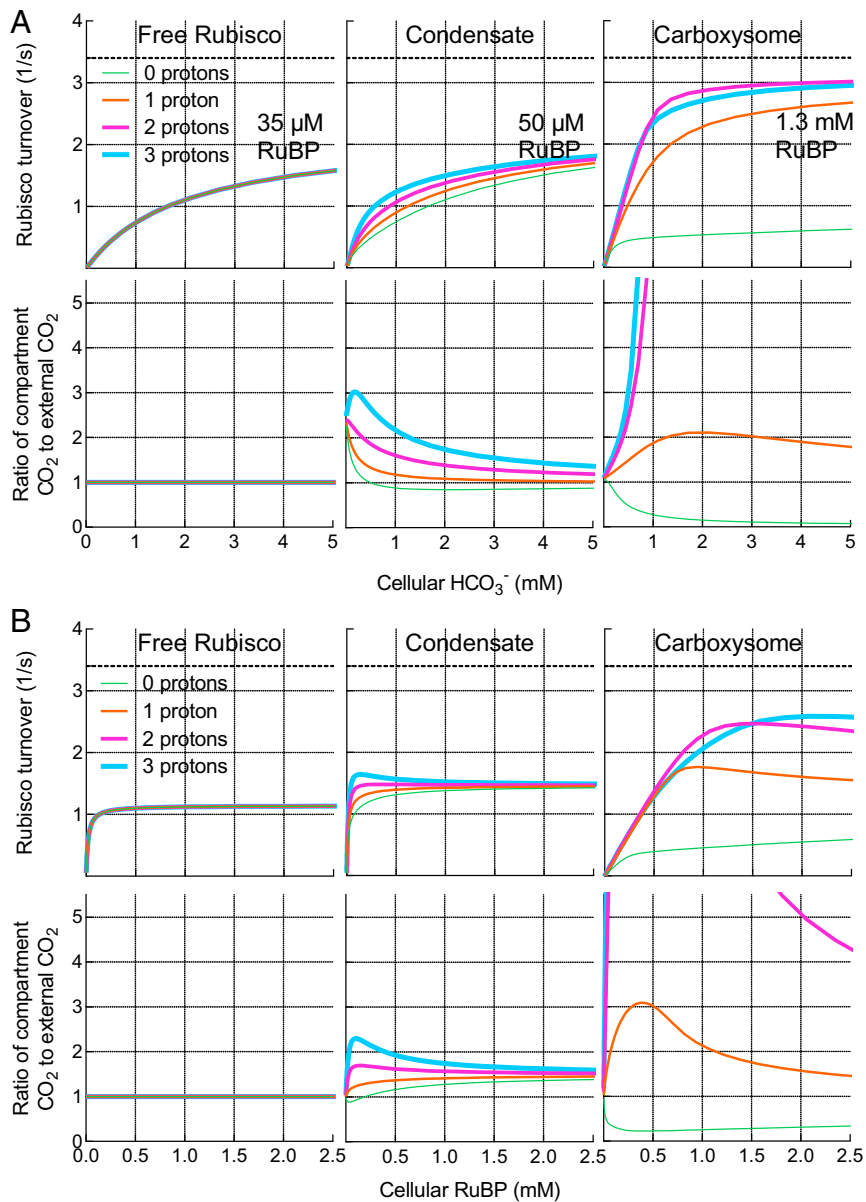 A
Free Rubisco
Condensate
Carboxysome
Rubisco turnover (1/s)
4
3
2
1
0 protons
1 proton
2 protons
3 protons
35 µM
RuBP
50 µM
RuBP
1.3 mM
RuBP
Ratio of compartment
CO₂ to external CO₂
5
4
3
2
1
0
0 1 2 3 4 5
1 2 3 4 5
1 2 3 4 5
Cellular HCO₃⁻ (mM)
B
Free Rubisco
Condensate
Carboxysome
Rubisco turnover (1/s)
4
3
2
1
0 protons
1 proton
2 protons
3 protons
Ratio of compartment
CO₂ to external CO₂
5
4
3
2
1
0
0.0 0.5 1.0 1.5 2.0 2.5
0.5 1.0 1.5 2.0 2.5
0.5 1.0 1.5 2.0 2.5
Cellular RuBP (mM)